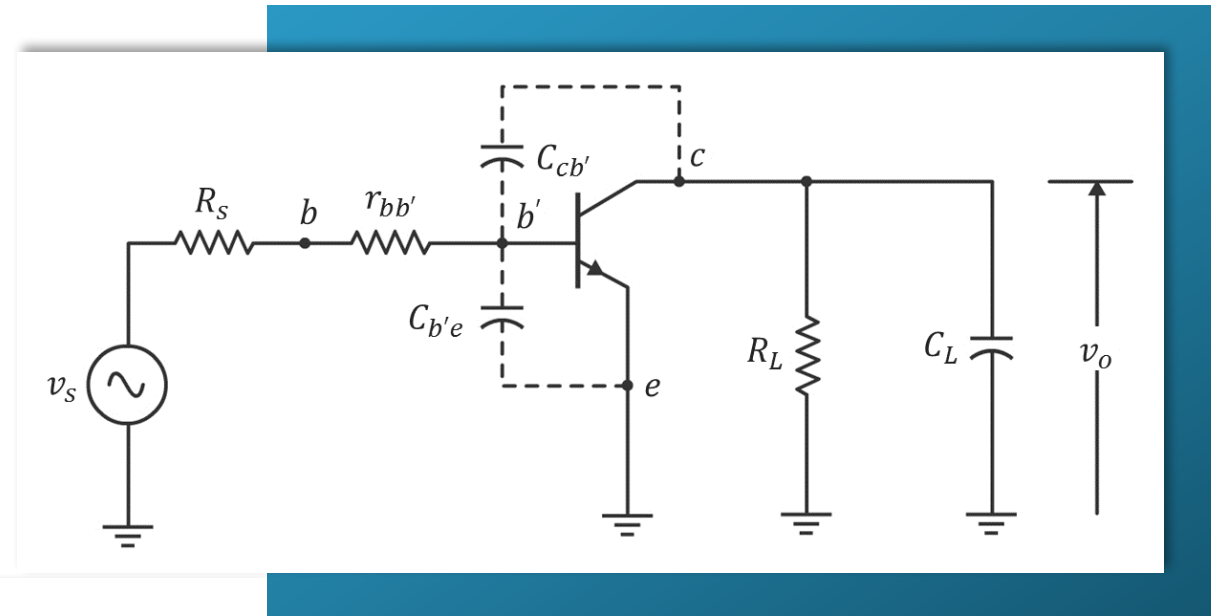 C_{cb'}
c
R_s
b
r_{bb'}
b'
C_{b'e}
R_L
C_L
v_o
v_s
e